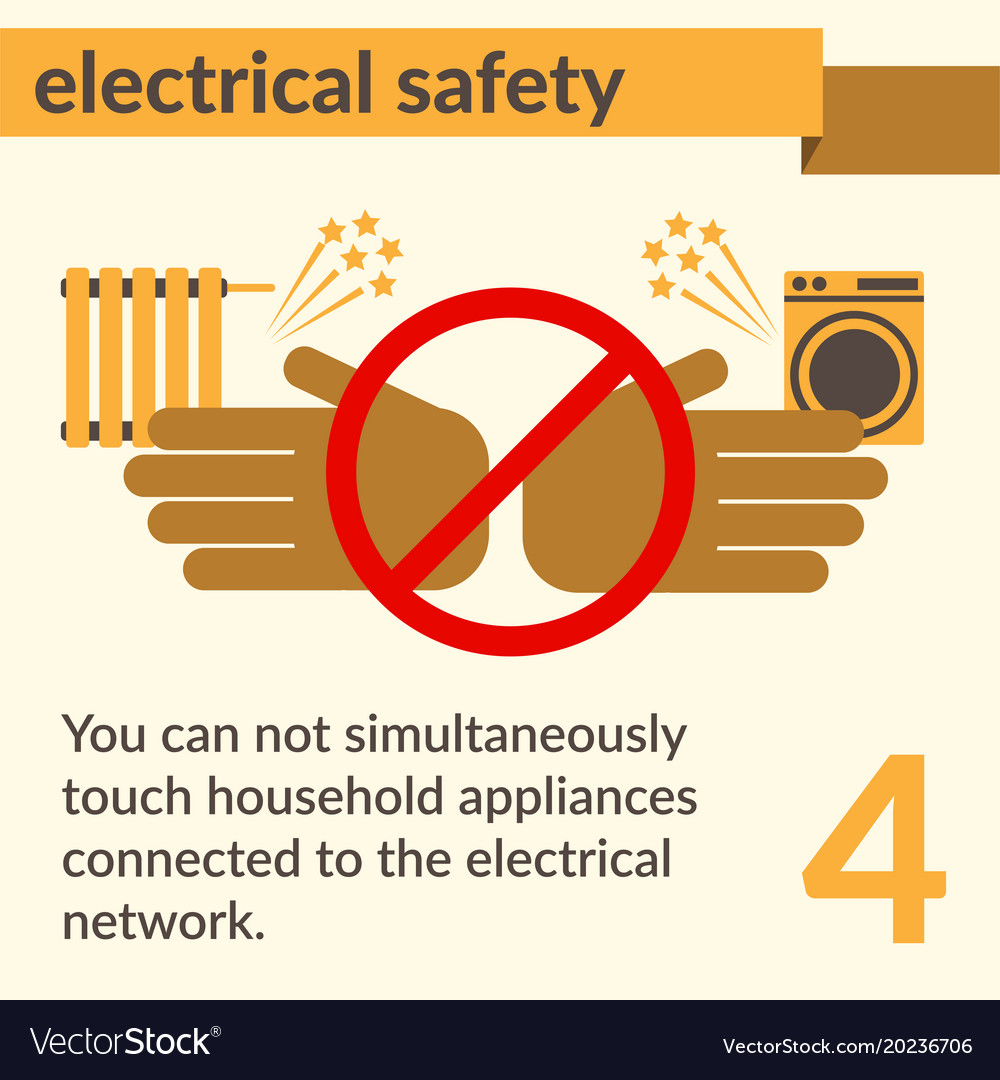 electrical safety
You can not simultaneously
touch household appliances
connected to the electrical
network.
4
VectorStock®
VectorStock.com/20236706